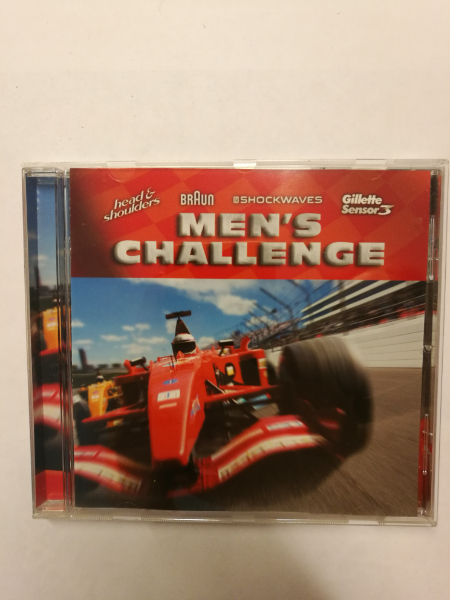 head &
shoulders
BRAUN
SHOCKWAVES
Gillette
Sensor3
MEN'S
CHALLENGE